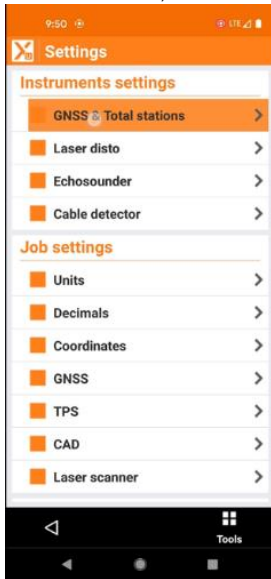 9:50 LTE
Settings
Instruments settings
GNSS & Total stations
Laser disto
Echosounder
Cable detector
Job settings
Units
Decimals
Coordinates
GNSS
TPS
CAD
Laser scanner
Tools